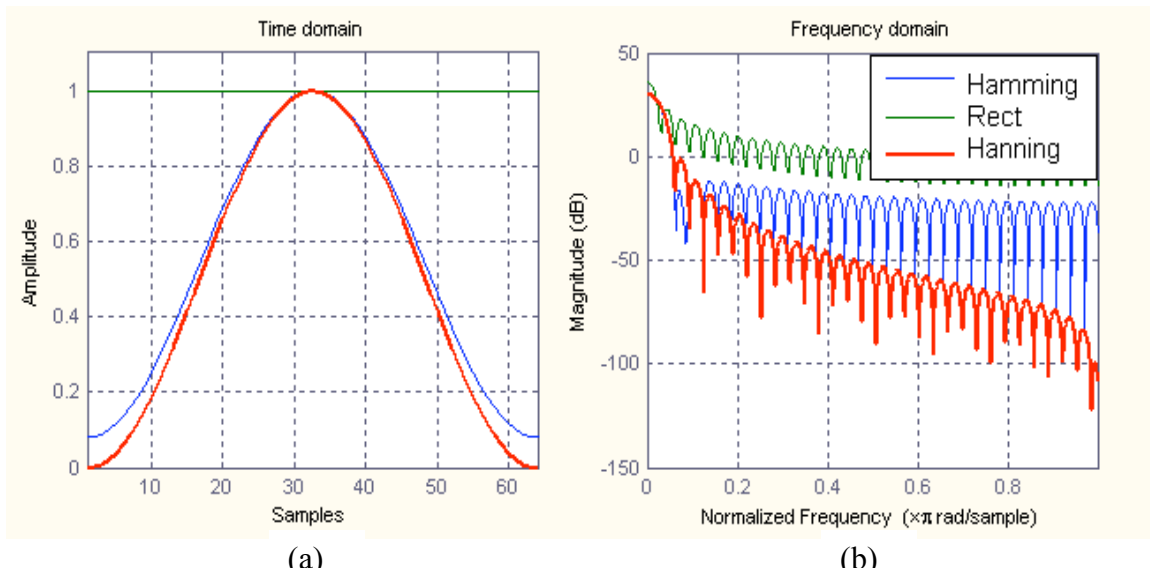 Time domain
Amplitude
1
0.8
0.6
0.4
0.2
0
10 20 30 40 50 60
Samples
(a)
Frequency domain
Magnitude (dB)
50
0
-50
-100
-150
0 0.2 0.4 0.6 0.8
Normalized Frequency (×π rad/sample)
Hamming
Rect
Hanning
(b)